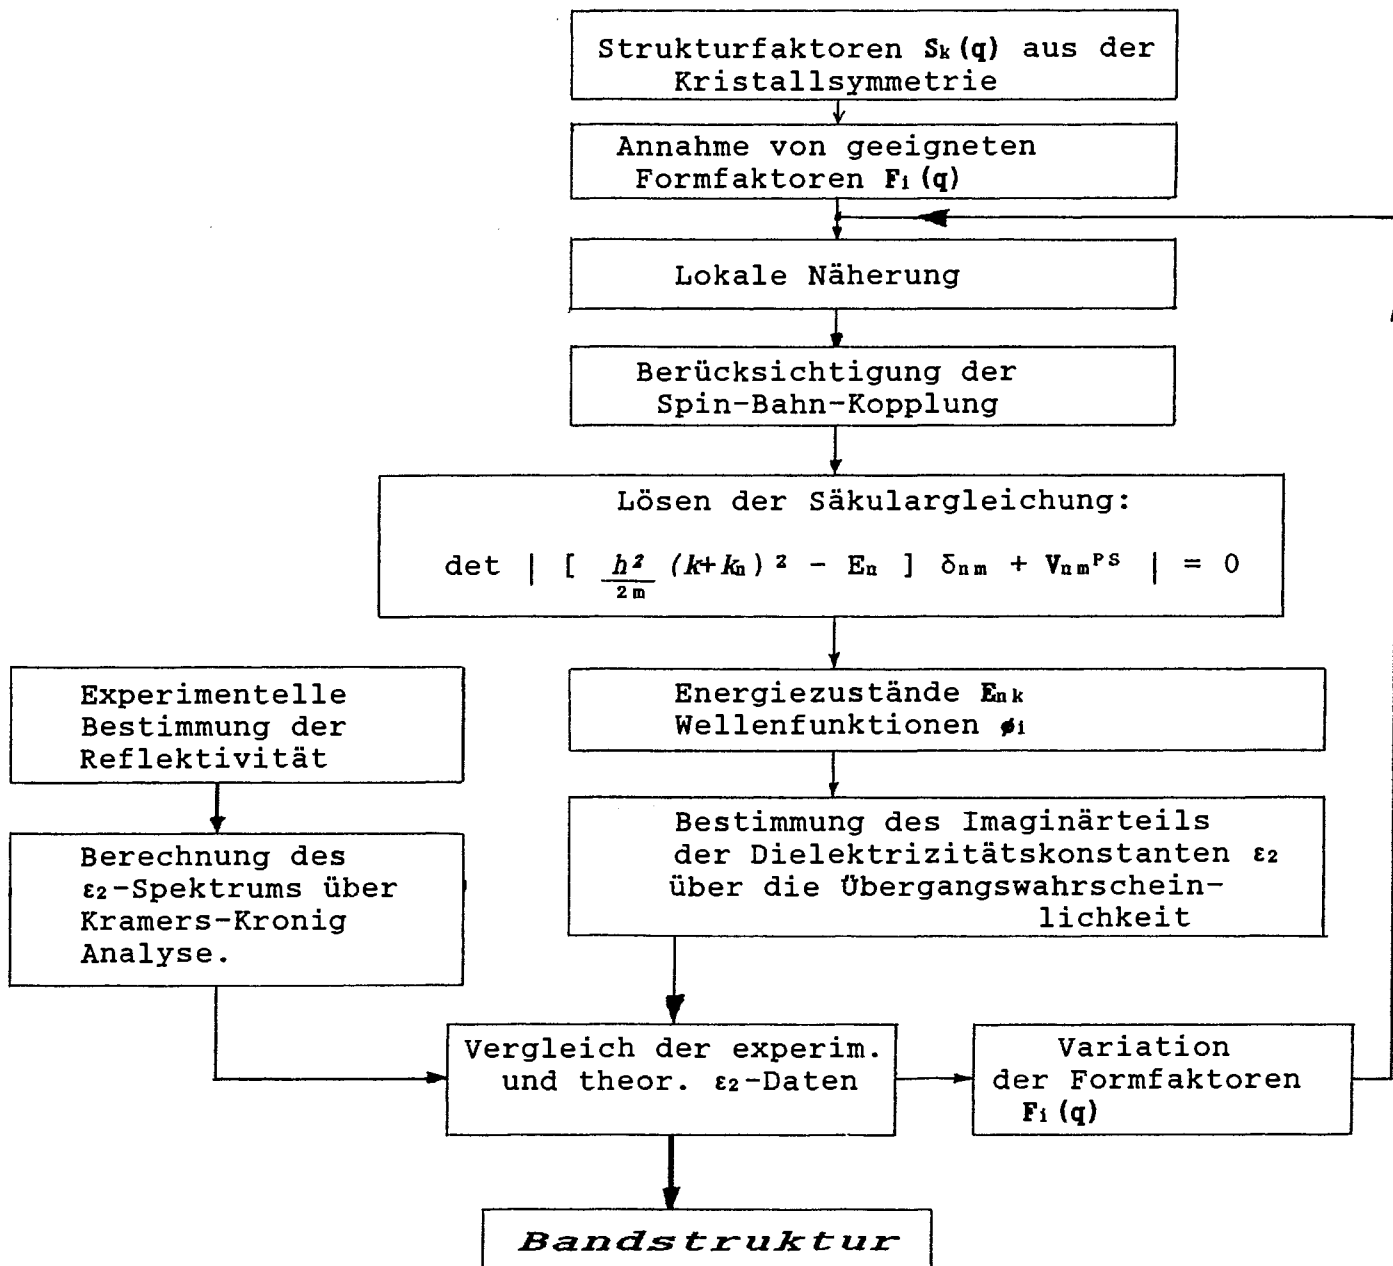 Strukturfaktoren Sk(q) aus der
Kristallsymmetrie
Annahme von geeigneten
Formfaktoren Fi(q)
Lokale Näherung
Berücksichtigung der
Spin-Bahn-Kopplung
Lösen der Säkulargleichung:
det | [ h²/2m (k+kn)² - En ] δnm + Vnm^PS | = 0
Experimentelle
Bestimmung der
Reflektivität
Energiezustände Enk
Wellenfunktionen øi
Berechnung des
ε2-Spektrums über
Kramers-Kronig
Analyse.
Bestimmung des Imaginärteils
der Dielektrizitätskonstanten ε2
über die Übergangswahrschein-
lichkeit
Vergleich der experim.
und theor. ε2-Daten
Variation
der Formfaktoren
Fi(q)
Bandstruktur